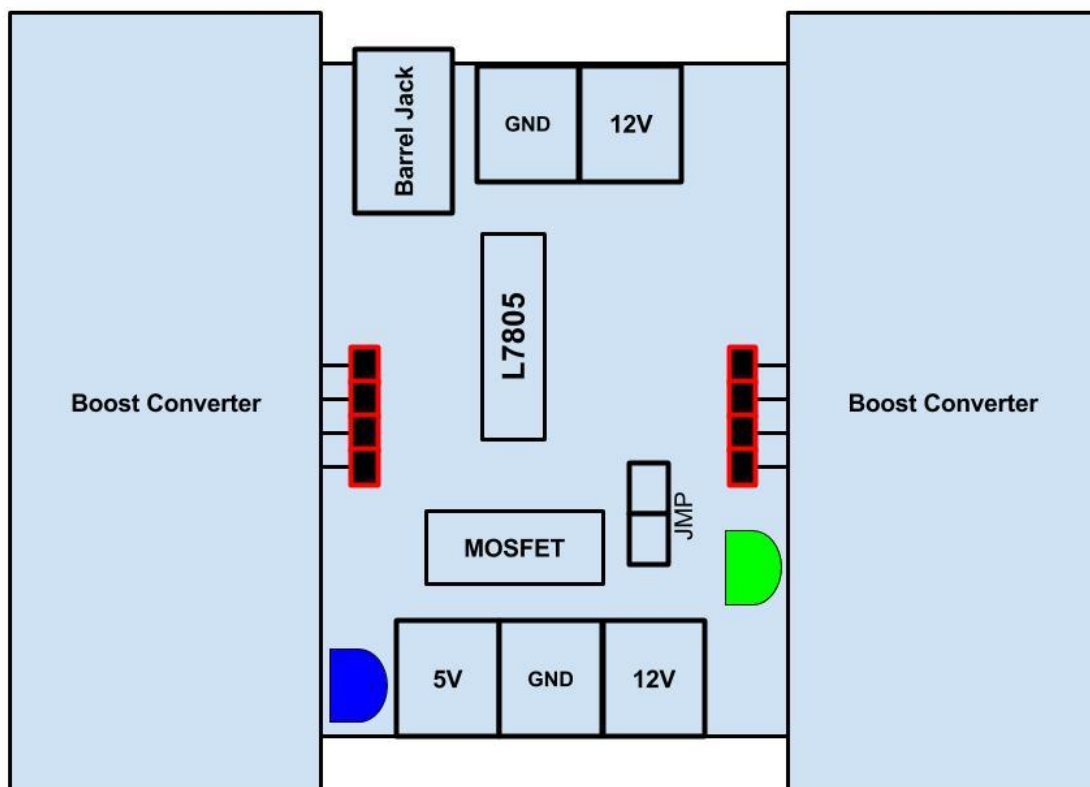 Barrel Jack
GND
12V
L7805
Boost Converter
Boost Converter
JMP
MOSFET
5V
GND
12V